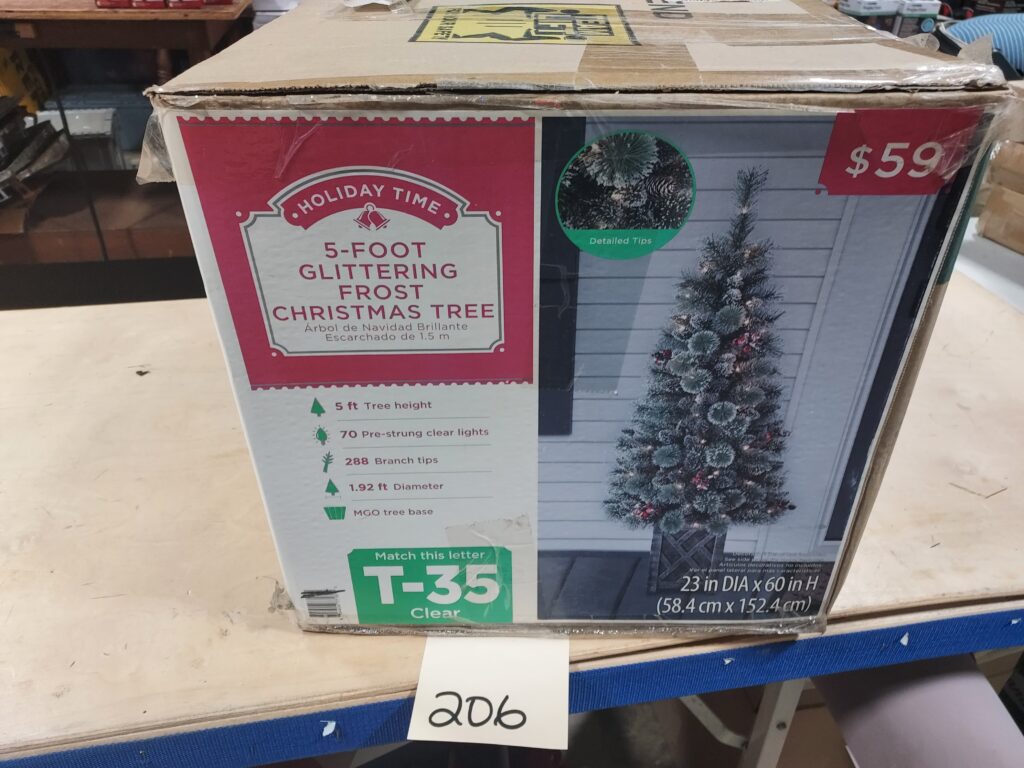 HOLIDAY TIME
5-FOOT
GLITTERING
FROST
CHRISTMAS TREE
Árbol de Navidad Brillante
Escarchado de 1.5 m
5 ft Tree height
70 Pre-strung clear lights
288 Branch tips
1.92 ft Diameter
MGO tree base
Match this letter
T-35
Clear
Detailed Tips
$59
23 in DIA x 60 in H
(58.4 cm x 152.4 cm)
206